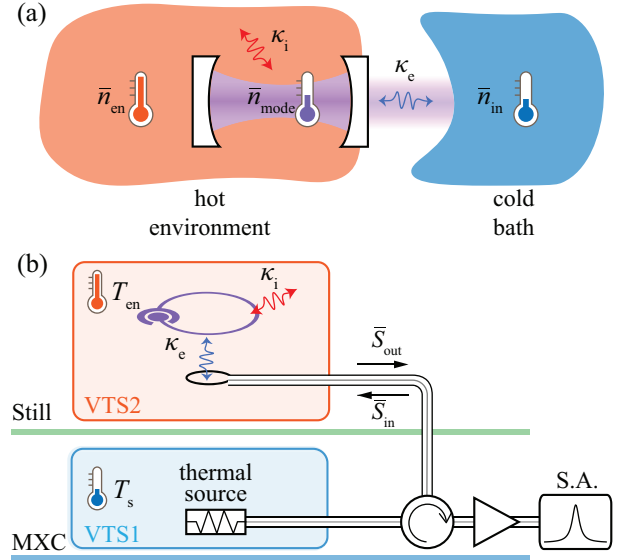 (a)
κi
n̅en
n̅mode
κe
n̅in
hot
environment
cold
bath
(b)
Ten
κi
κe
S̅out
S̅in
VTS2
Still
Ts
thermal
source
S.A.
VTS1
MXC